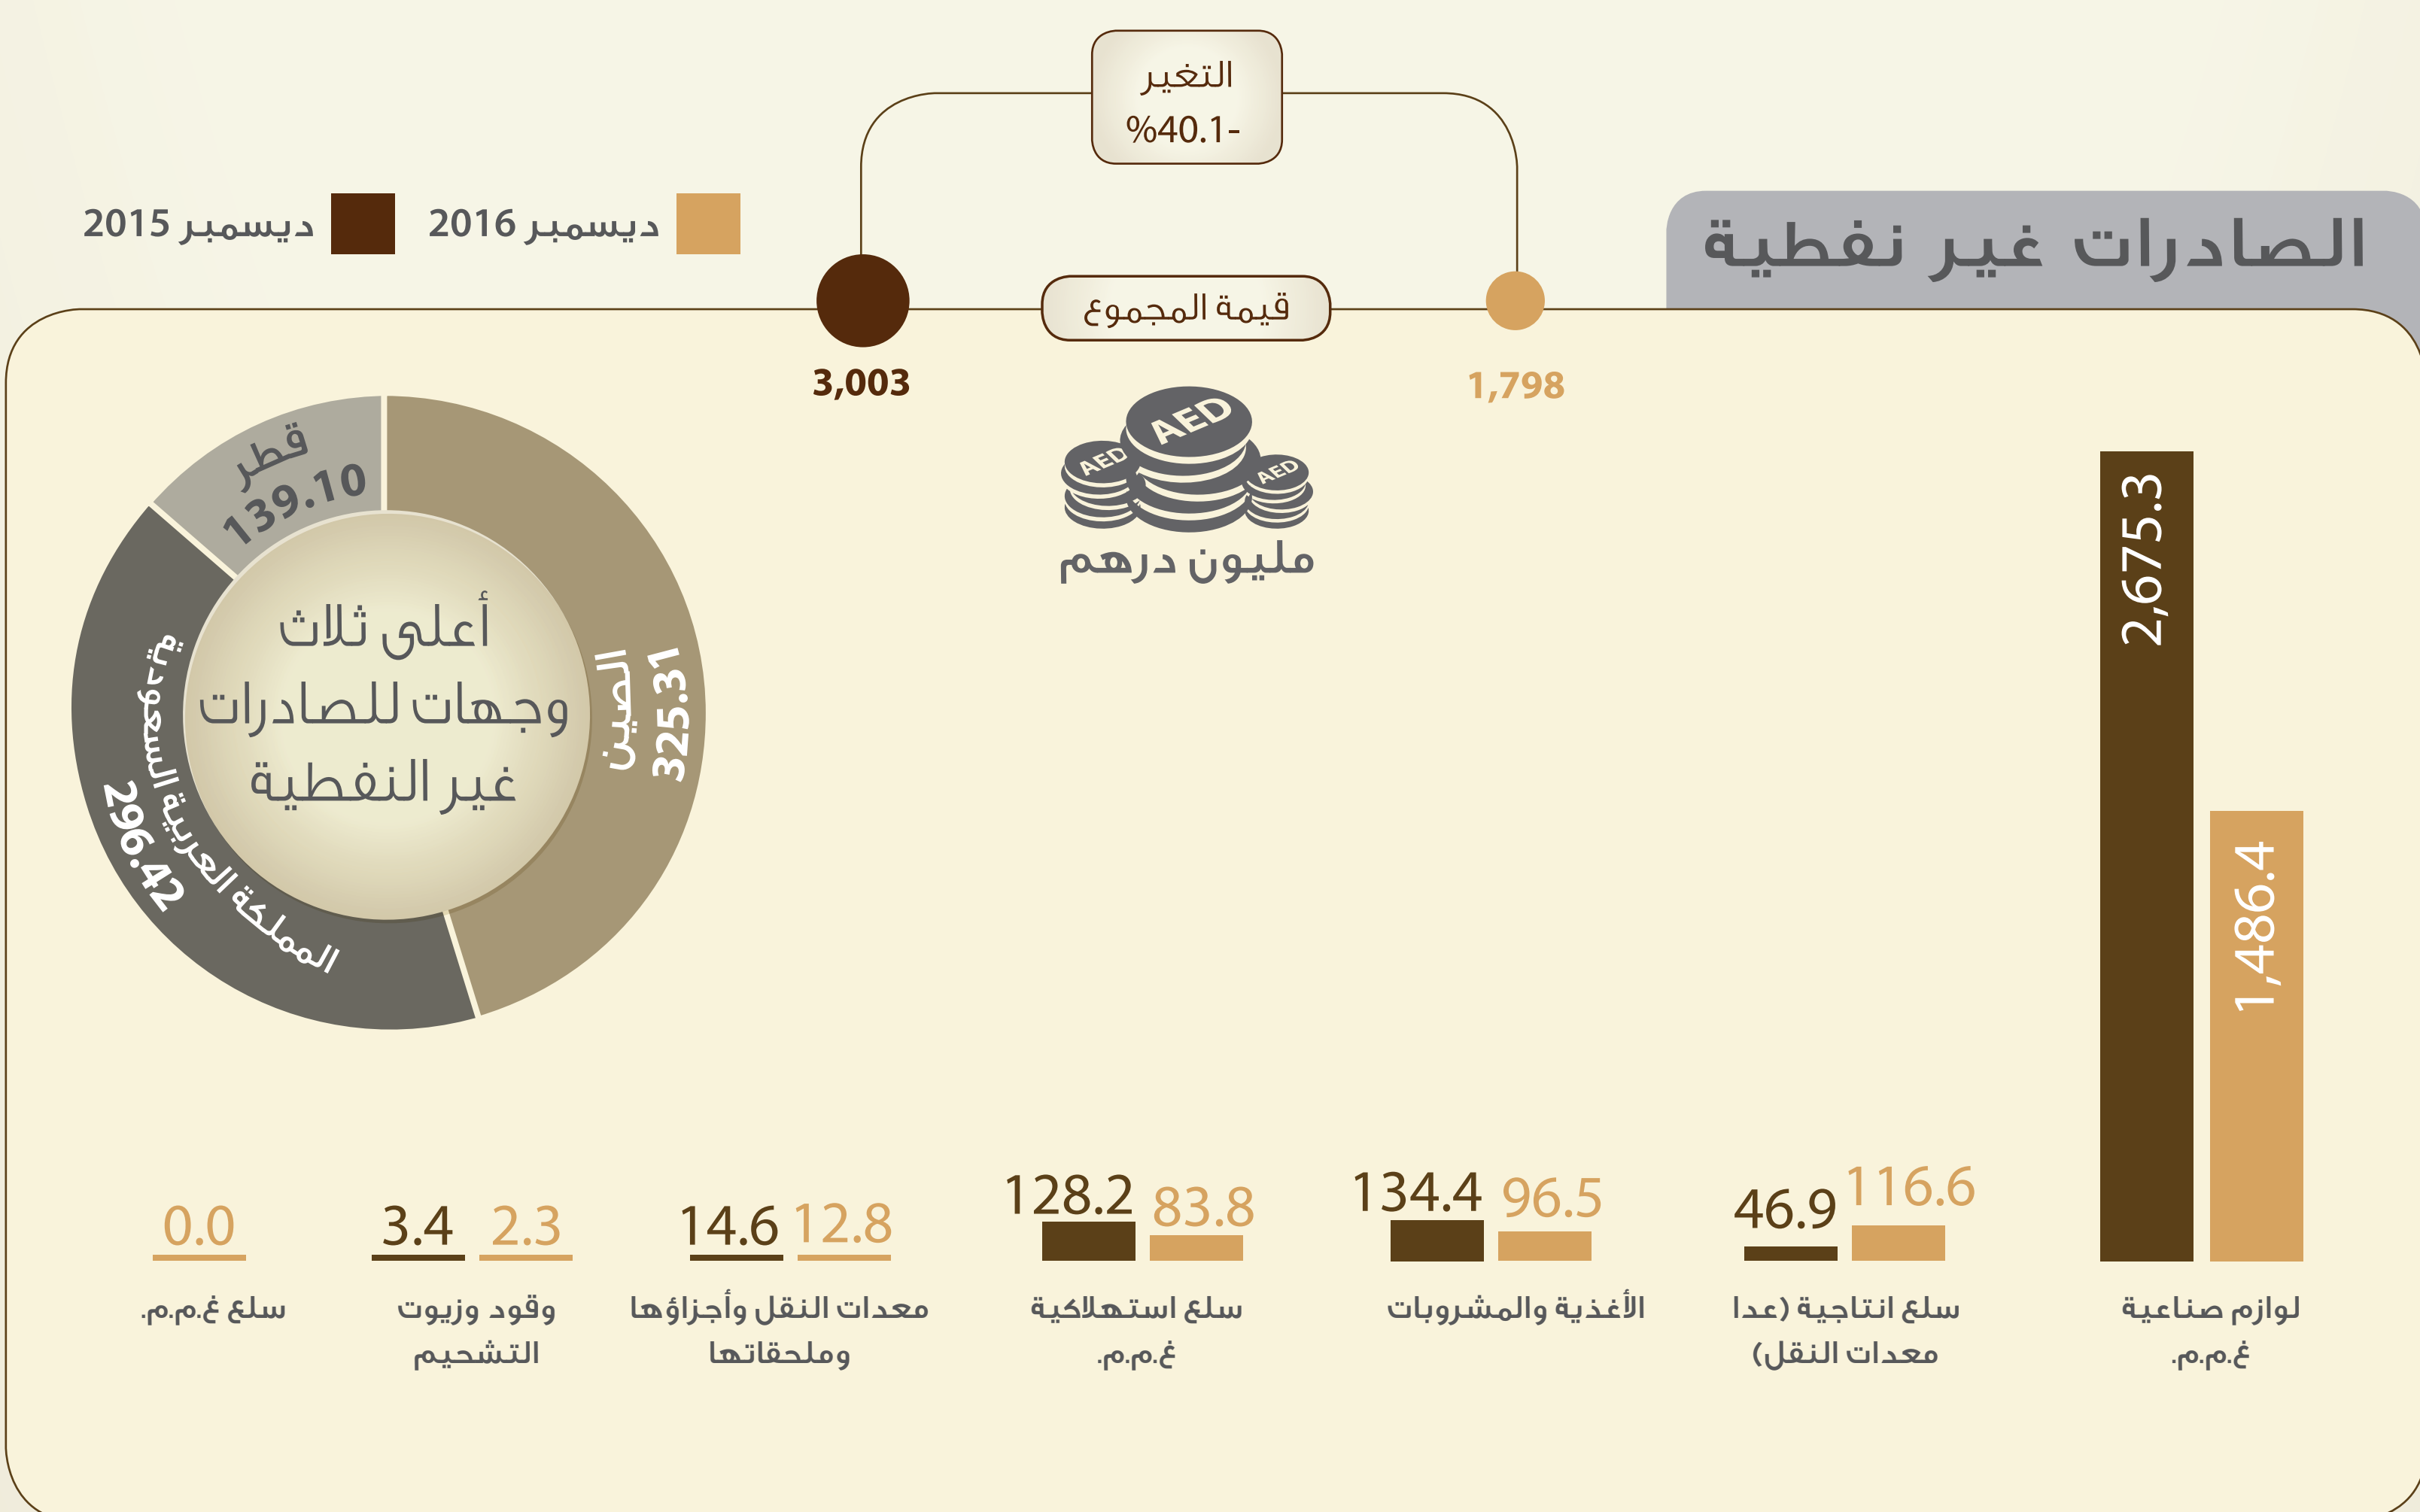 التغير
%40.1-
ديسمبر 2016
ديسمبر 2015
الصادرات غير نفطية
قيمة المجموع
1,798
3,003
AED
AED
AED
مليون درهم
قطر
139.10
الصين
325.31
المملكة العربية السعودية
296.42
أعلى ثلاث
وجهات للصادرات
غير النفطية
2,675.3
1,486.4
116.6
46.9
96.5
134.4
83.8
128.2
12.8
14.6
2.3
3.4
0.0
لوازم صناعية
غ.م.م.
سلع انتاجية (عدا
معدات النقل)
الأغذية والمشروبات
سلع استهلاكية
غ.م.م.
معدات النقل وأجزاؤها
وملحقاتها
وقود وزيوت
التشحيم
سلع غ.م.م.